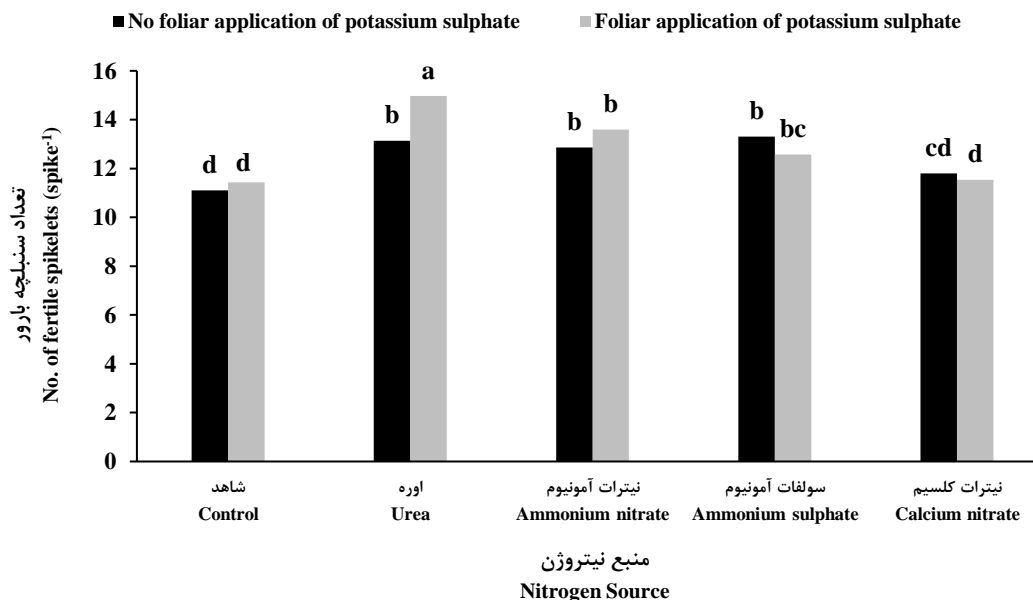 No foliar application of potassium sulphate
Foliar application of potassium sulphate
تعداد سنبلچه بارور
No. of fertile spikelets (spike⁻¹)
16
14
12
10
8
6
4
2
0
d
d
b
a
b
b
b
bc
cd
d
شاهد
Control
اوره
Urea
نیترات آمونیوم
Ammonium nitrate
سولفات آمونیوم
Ammonium sulphate
نیترات کلسیم
Calcium nitrate
منبع نیتروژن
Nitrogen Source